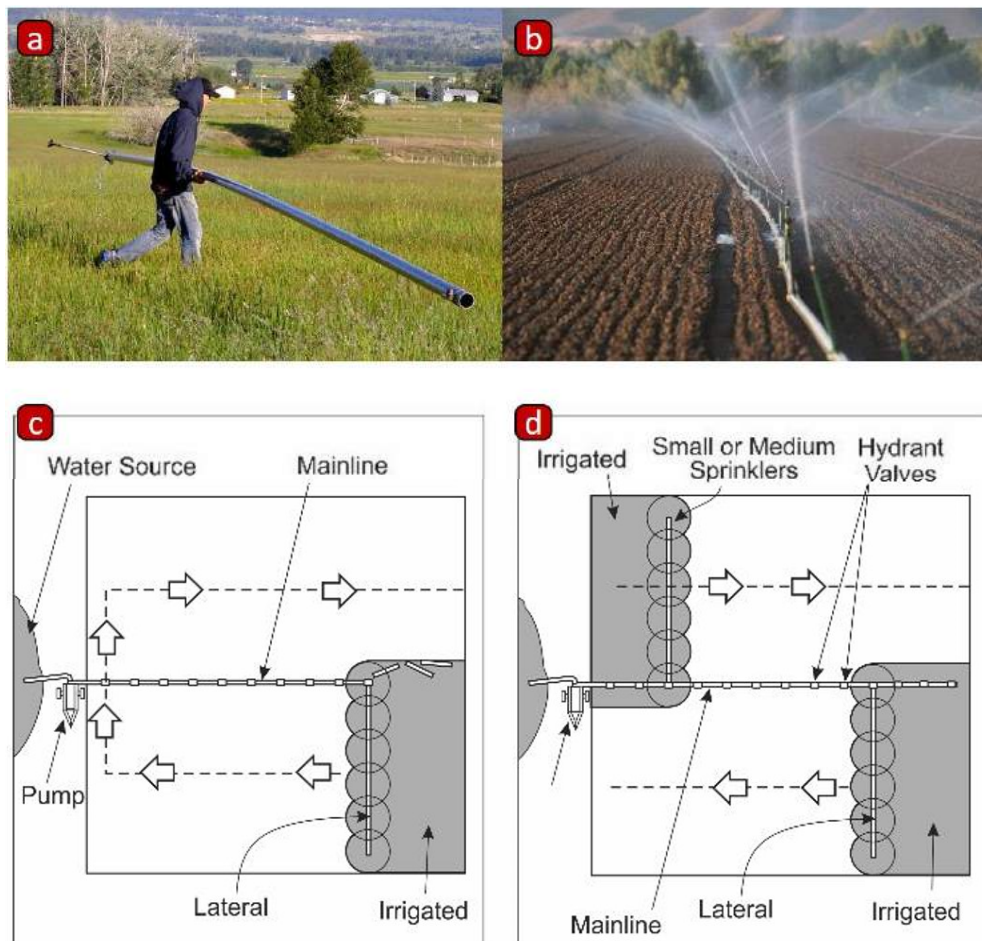 a
b
c
Water Source
Mainline
Pump
Lateral
Irrigated
d
Irrigated
Small or Medium
Sprinklers
Hydrant
Valves
Mainline
Lateral
Irrigated